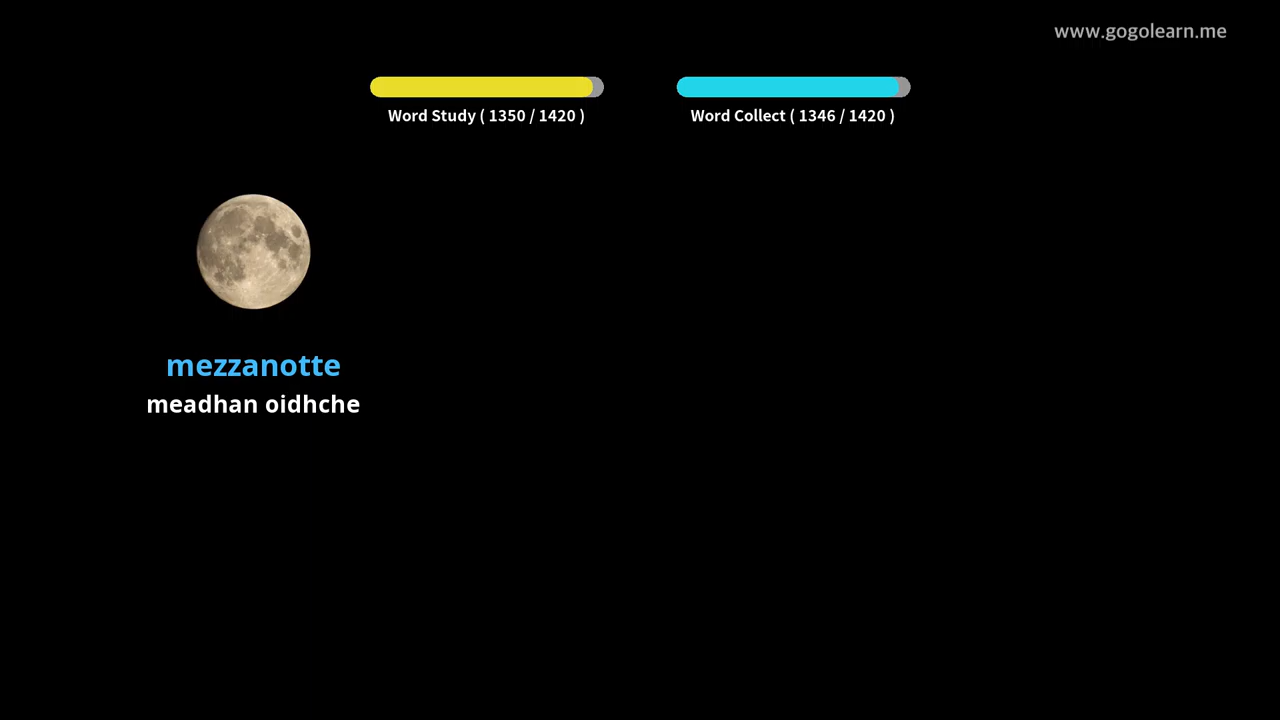 www.gogolearn.me
Word Study ( 1350 / 1420 )
Word Collect ( 1346 / 1420 )
mezzanotte
meadhan oidhche